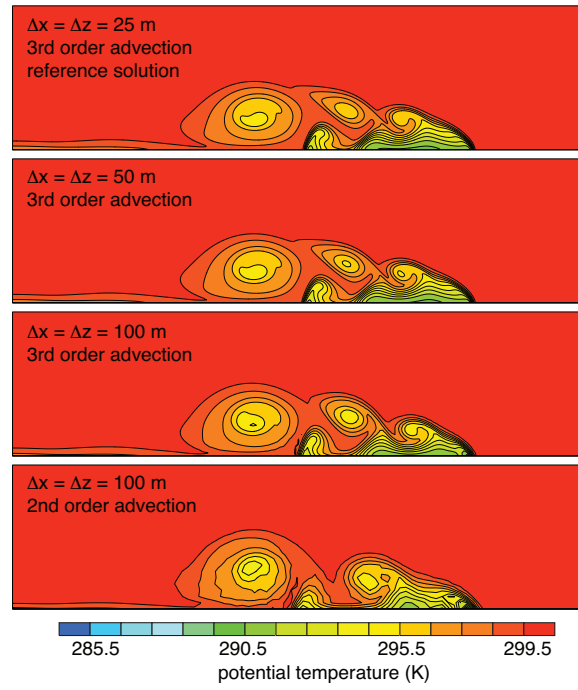 Δx = Δz = 25 m
3rd order advection
reference solution
Δx = Δz = 50 m
3rd order advection
Δx = Δz = 100 m
3rd order advection
Δx = Δz = 100 m
2nd order advection
285.5 290.5 295.5 299.5
potential temperature (K)